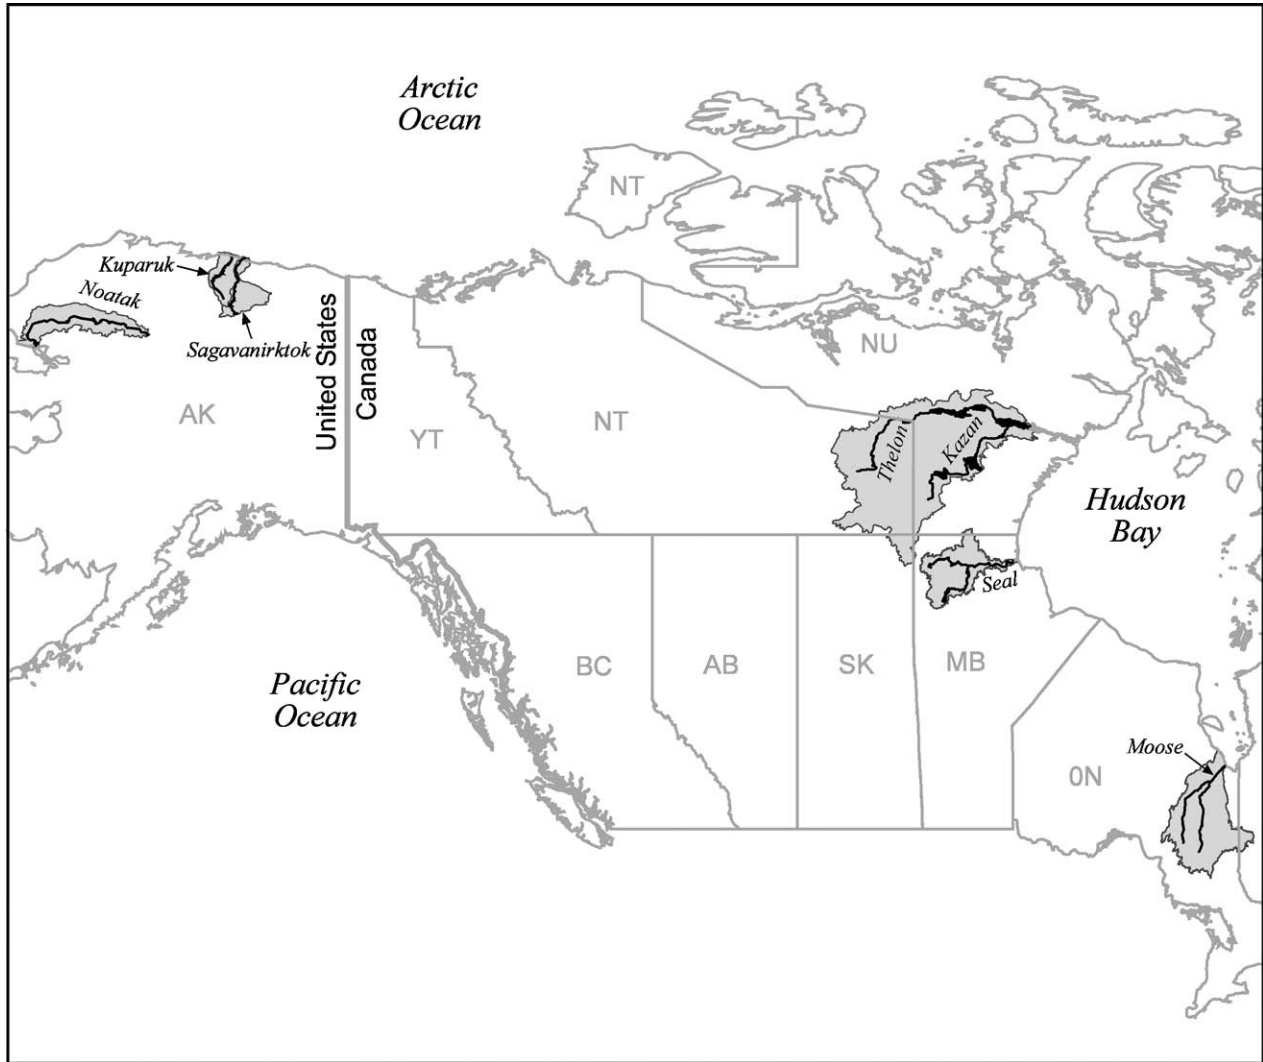 Arctic
Ocean
NT
Kuparuk
Noatak
Sagavanirktok
United States
Canada
NU
AK
YT
NT
Thelon
Kazan
Hudson
Bay
Seal
Pacific
Ocean
BC
AB
SK
MB
Moose
0N